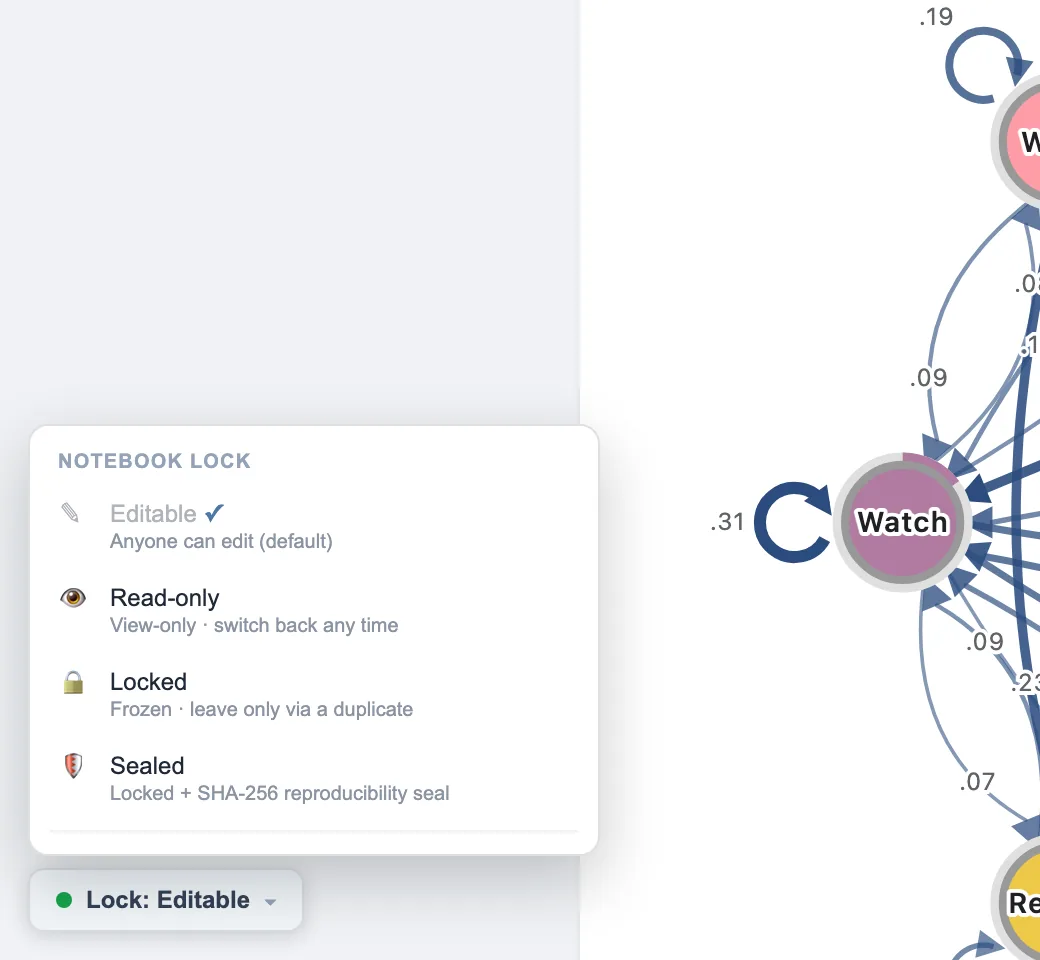 .19
.09
NOTEBOOK LOCK
Editable ✔
Anyone can edit (default)
Read-only
View-only · switch back any time
Locked
Frozen · leave only via a duplicate
Sealed
Locked + SHA-256 reproducibility seal
Lock: Editable
.31
Watch
.09
.23
.07